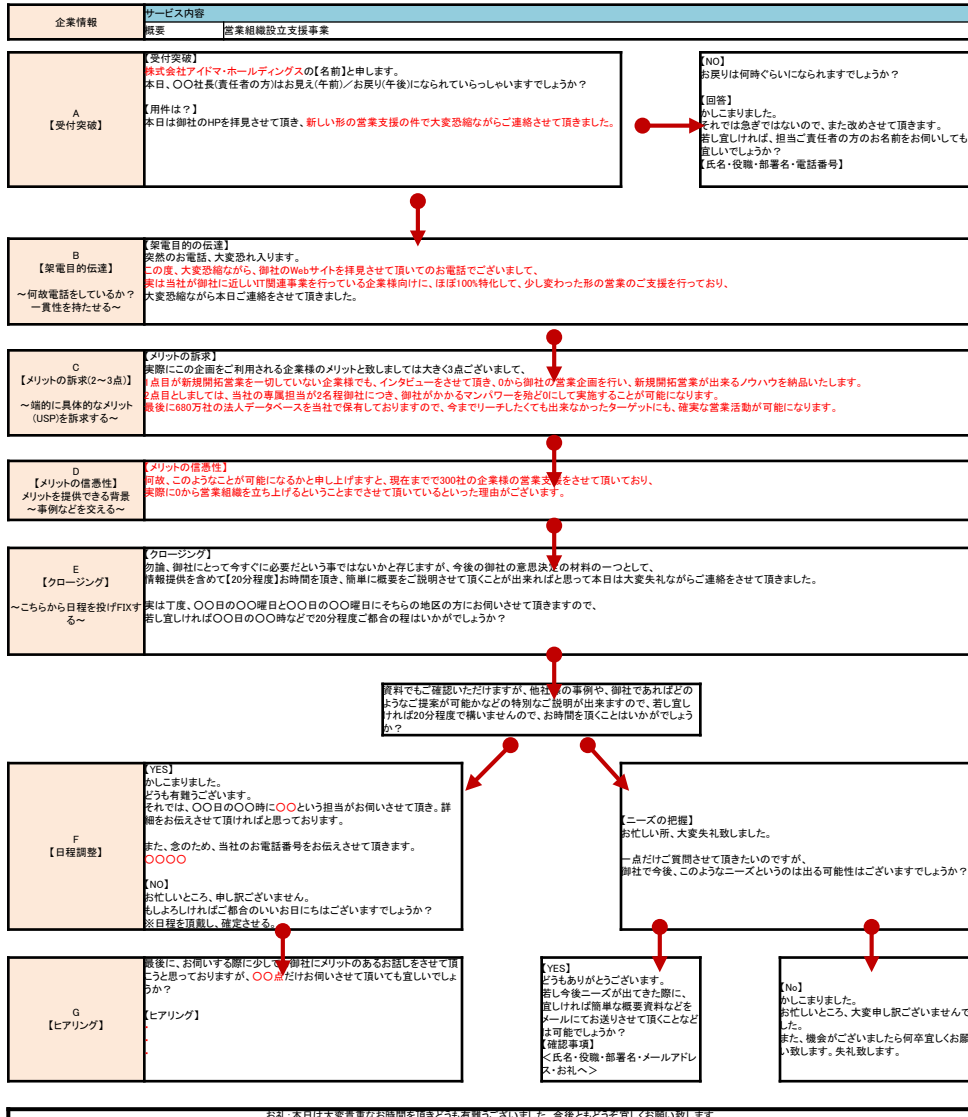 企業情報
サービス内容
概要
営業組織設立支援事業
A
【受付突破】
【受付突破】
株式会社アイドマ・ホールディングスの【名前】と申します。
本日、〇〇社長(責任者の方)はお見え(午前)／お戻り(午後)になられていらっしゃいますでしょうか？
【用件は？】
本日は御社のHPを拝見させて頂き、新しい形の営業支援の件で大変恐縮ながらご連絡させて頂きました。
【NO】
お戻りは何時ぐらいになられますでしょうか？
【回答】
かしこまりました。
それでは急ぎではないので、また改めさせて頂きます。
若し宜しければ、担当ご責任者の方のお名前をお伺いしても
宜しいでしょうか？
【氏名・役職・部署名・電話番号】
B
【架電目的伝達】
～何故電話をしているか？
一貫性を持たせる～
【架電目的の伝達】
突然のお電話、大変恐れ入ります。
この度、大変恐縮ながら、御社のWebサイトを拝見させて頂いてのお電話でございまして、
実は当社が御社に近しいIT関連事業を行っている企業様向けに、ほぼ100%特化して、少し変わった形の営業のご支援を行っており、
大変恐縮ながら本日ご連絡をさせて頂きました。
C
【メリットの訴求(2～3点)】
～端的に具体的なメリット
(USP)を訴求する～
【メリットの訴求】
実際にこの企画をご利用される企業様のメリットと致しましては大きく3点ございまして、
1点目が新規開拓営業を一切していない企業様でも、インタビューをさせて頂き、0から御社の営業企画を行い、新規開拓営業が出来るノウハウを納品いたします。
2点目としましては、当社の専属担当が2名程御社につき、御社がかかるマンパワーを殆ど0にして実施することが可能になります。
最後に680万社の法人データベースを当社で保有しておりますので、今までリーチしたくても出来なかったターゲットにも、確実な営業活動が可能になります。
D
【メリットの信憑性】
メリットを提供できる背景
～事例などを交える～
【メリットの信憑性】
何故、このようなことが可能になるかと申し上げますと、現在までで300社の企業様の営業支援をさせて頂いており、
実際に0から営業組織を立ち上げるということまでさせて頂いているといった理由がございます。
E
【クロージング】
～こちらから日程を投げFIXす
る～
【クロージング】
勿論、御社にとって今すぐに必要だという事ではないかと存じますが、今後の御社の意思決定の材料の一つとして、
情報提供を含めて【20分程度】お時間を頂き、簡単に概要をご説明させて頂くことが出来ればと思って本日は大変失礼ながらご連絡をさせて頂きました。
実は丁度、〇〇日の〇〇曜日と〇〇日の〇〇曜日にそちらの地区の方にお伺いさせて頂きますので、
若し宜しければ〇〇日の〇〇時などで20分程度ご都合の程はいかがでしょうか？
資料でもご確認いただけますが、他社の事例や、御社であればどの
ようなご提案が可能かなどの特別なご説明が出来ますので、若し宜し
ければ20分程度で構いませんので、お時間を頂くことはいかがでしょう
か？
F
【日程調整】
【YES】
かしこまりました。
どうも有難うございます。
それでは、〇〇日の〇〇時に〇〇という担当がお伺いさせて頂き。詳
細をお伝えさせて頂ければと思っております。
また、念のため、当社のお電話番号をお伝えさせて頂きます。
〇〇〇〇
【NO】
お忙しいところ、申し訳ございません。
もしよろしければご都合のいいお日にちはございますでしょうか？
※日程を頂戴し、確定させる。
【ニーズの把握】
お忙しい所、大変失礼致しました。
一点だけご質問させて頂きたいのですが、
御社で今後、このようなニーズというのは出る可能性はございますでしょうか？
G
【ヒアリング】
最後に、お伺いする際に少しでも御社にメリットのあるお話しをさせて頂
こうと思っておりますが、〇〇点だけお伺いさせて頂いても宜しいでしょ
うか？
【ヒアリング】
・
・
・
【YES】
どうもありがとうございます。
若し今後ニーズが出てきた際に、
宜しければ簡単な概要資料などを
メールにてお送りさせて頂くことなど
は可能でしょうか？
【確認事項】
＜氏名・役職・部署名・メールアドレ
ス・お礼へ＞
【No】
かしこまりました。
お忙しいところ、大変申し訳ございませんで
した。
また、機会がございましたら何卒宜しくお願
い致します。失礼致します。
お礼：本日は大変貴重なお時間を頂きどうも有難うございました。今後ともどうぞ宜しくお願い致します。